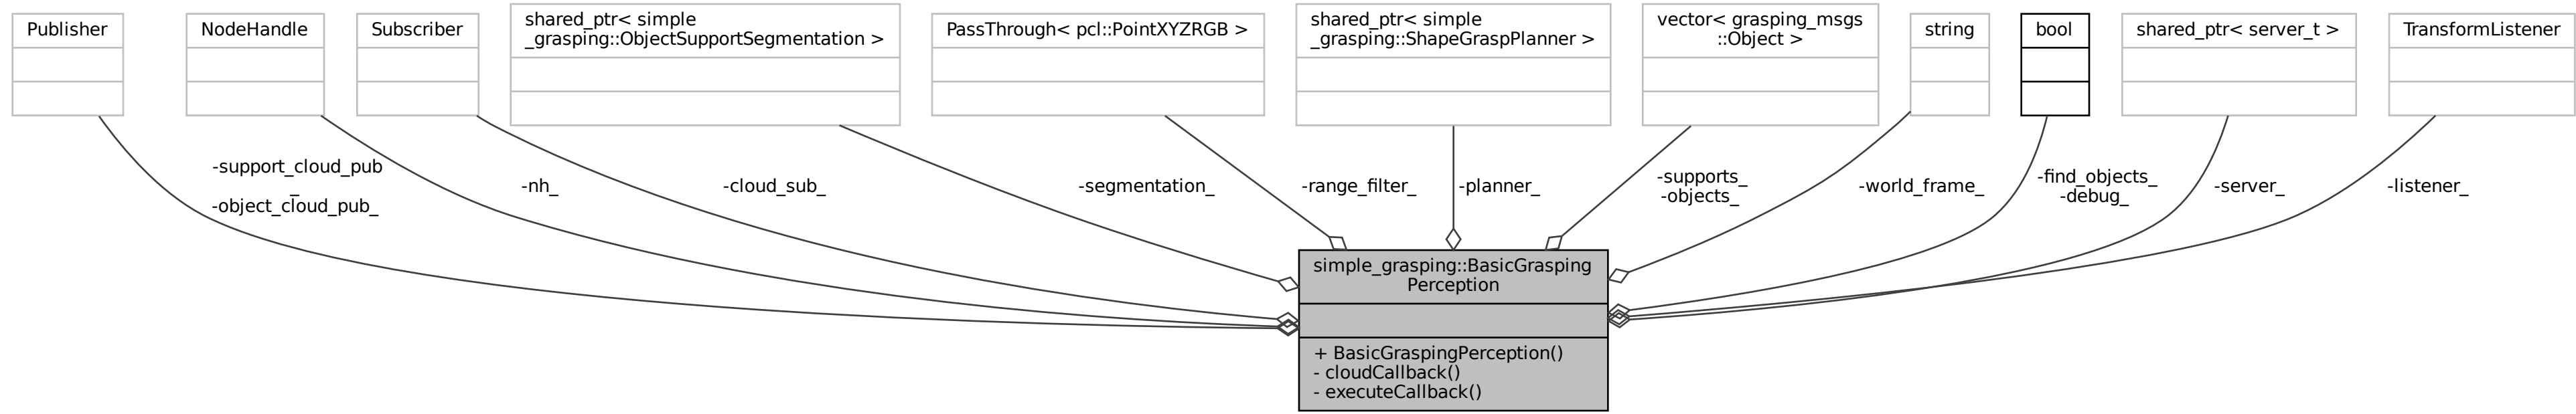 Publisher
NodeHandle
Subscriber
shared_ptr< simple
_grasping::ObjectSupportSegmentation >
PassThrough< pcl::PointXYZRGB >
shared_ptr< simple
_grasping::ShapeGraspPlanner >
vector< grasping_msgs
::Object >
string
bool
shared_ptr< server_t >
TransformListener
-support_cloud_pub
_
-object_cloud_pub_
-nh_
-cloud_sub_
-segmentation_
-range_filter_
-planner_
-supports_
-objects_
-world_frame_
-find_objects_
-debug_
-server_
-listener_
simple_grasping::BasicGrasping
Perception
+ BasicGraspingPerception()
- cloudCallback()
- executeCallback()